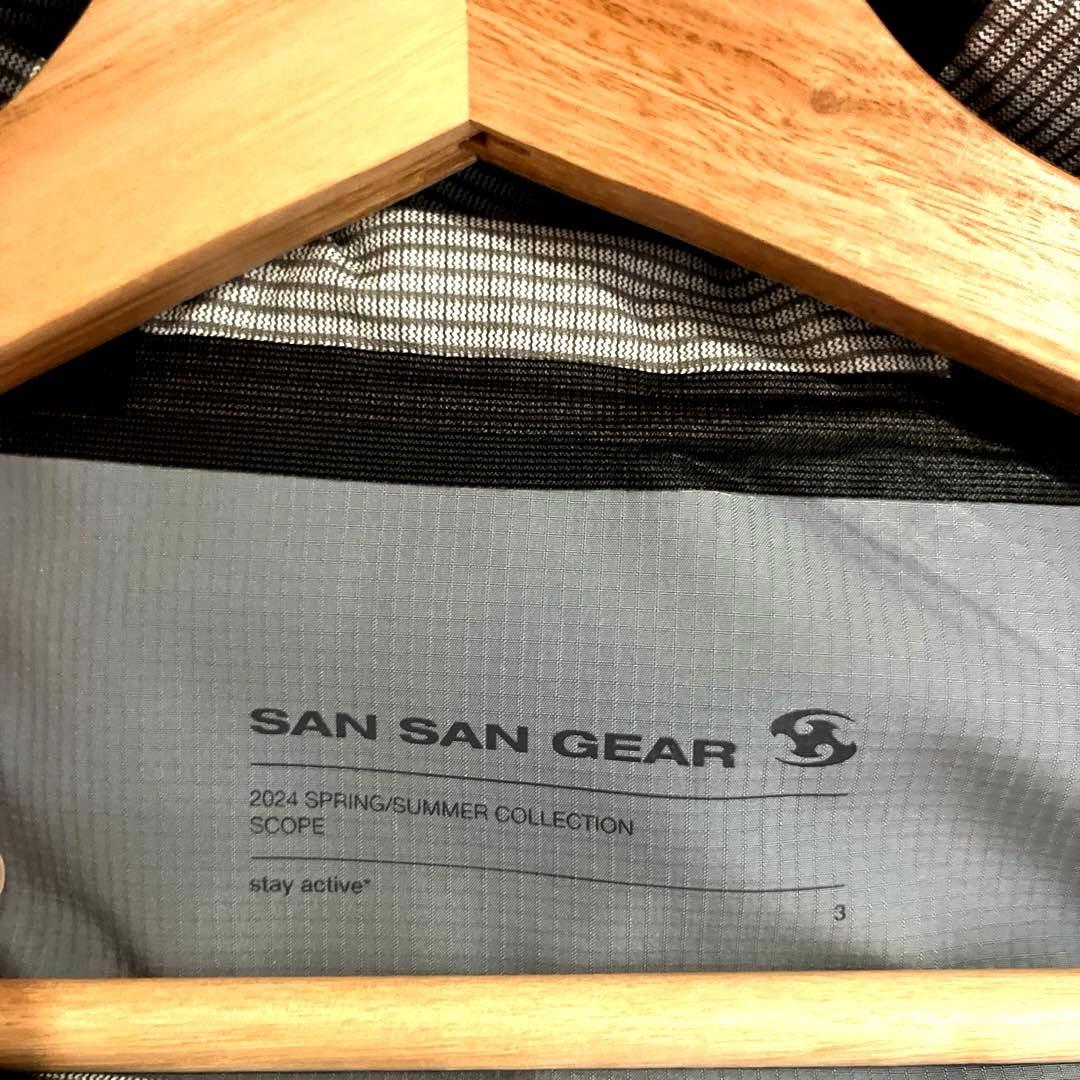 SAN SAN GEAR
2024 SPRING/SUMMER COLLECTION
SCOPE
stay active*
3